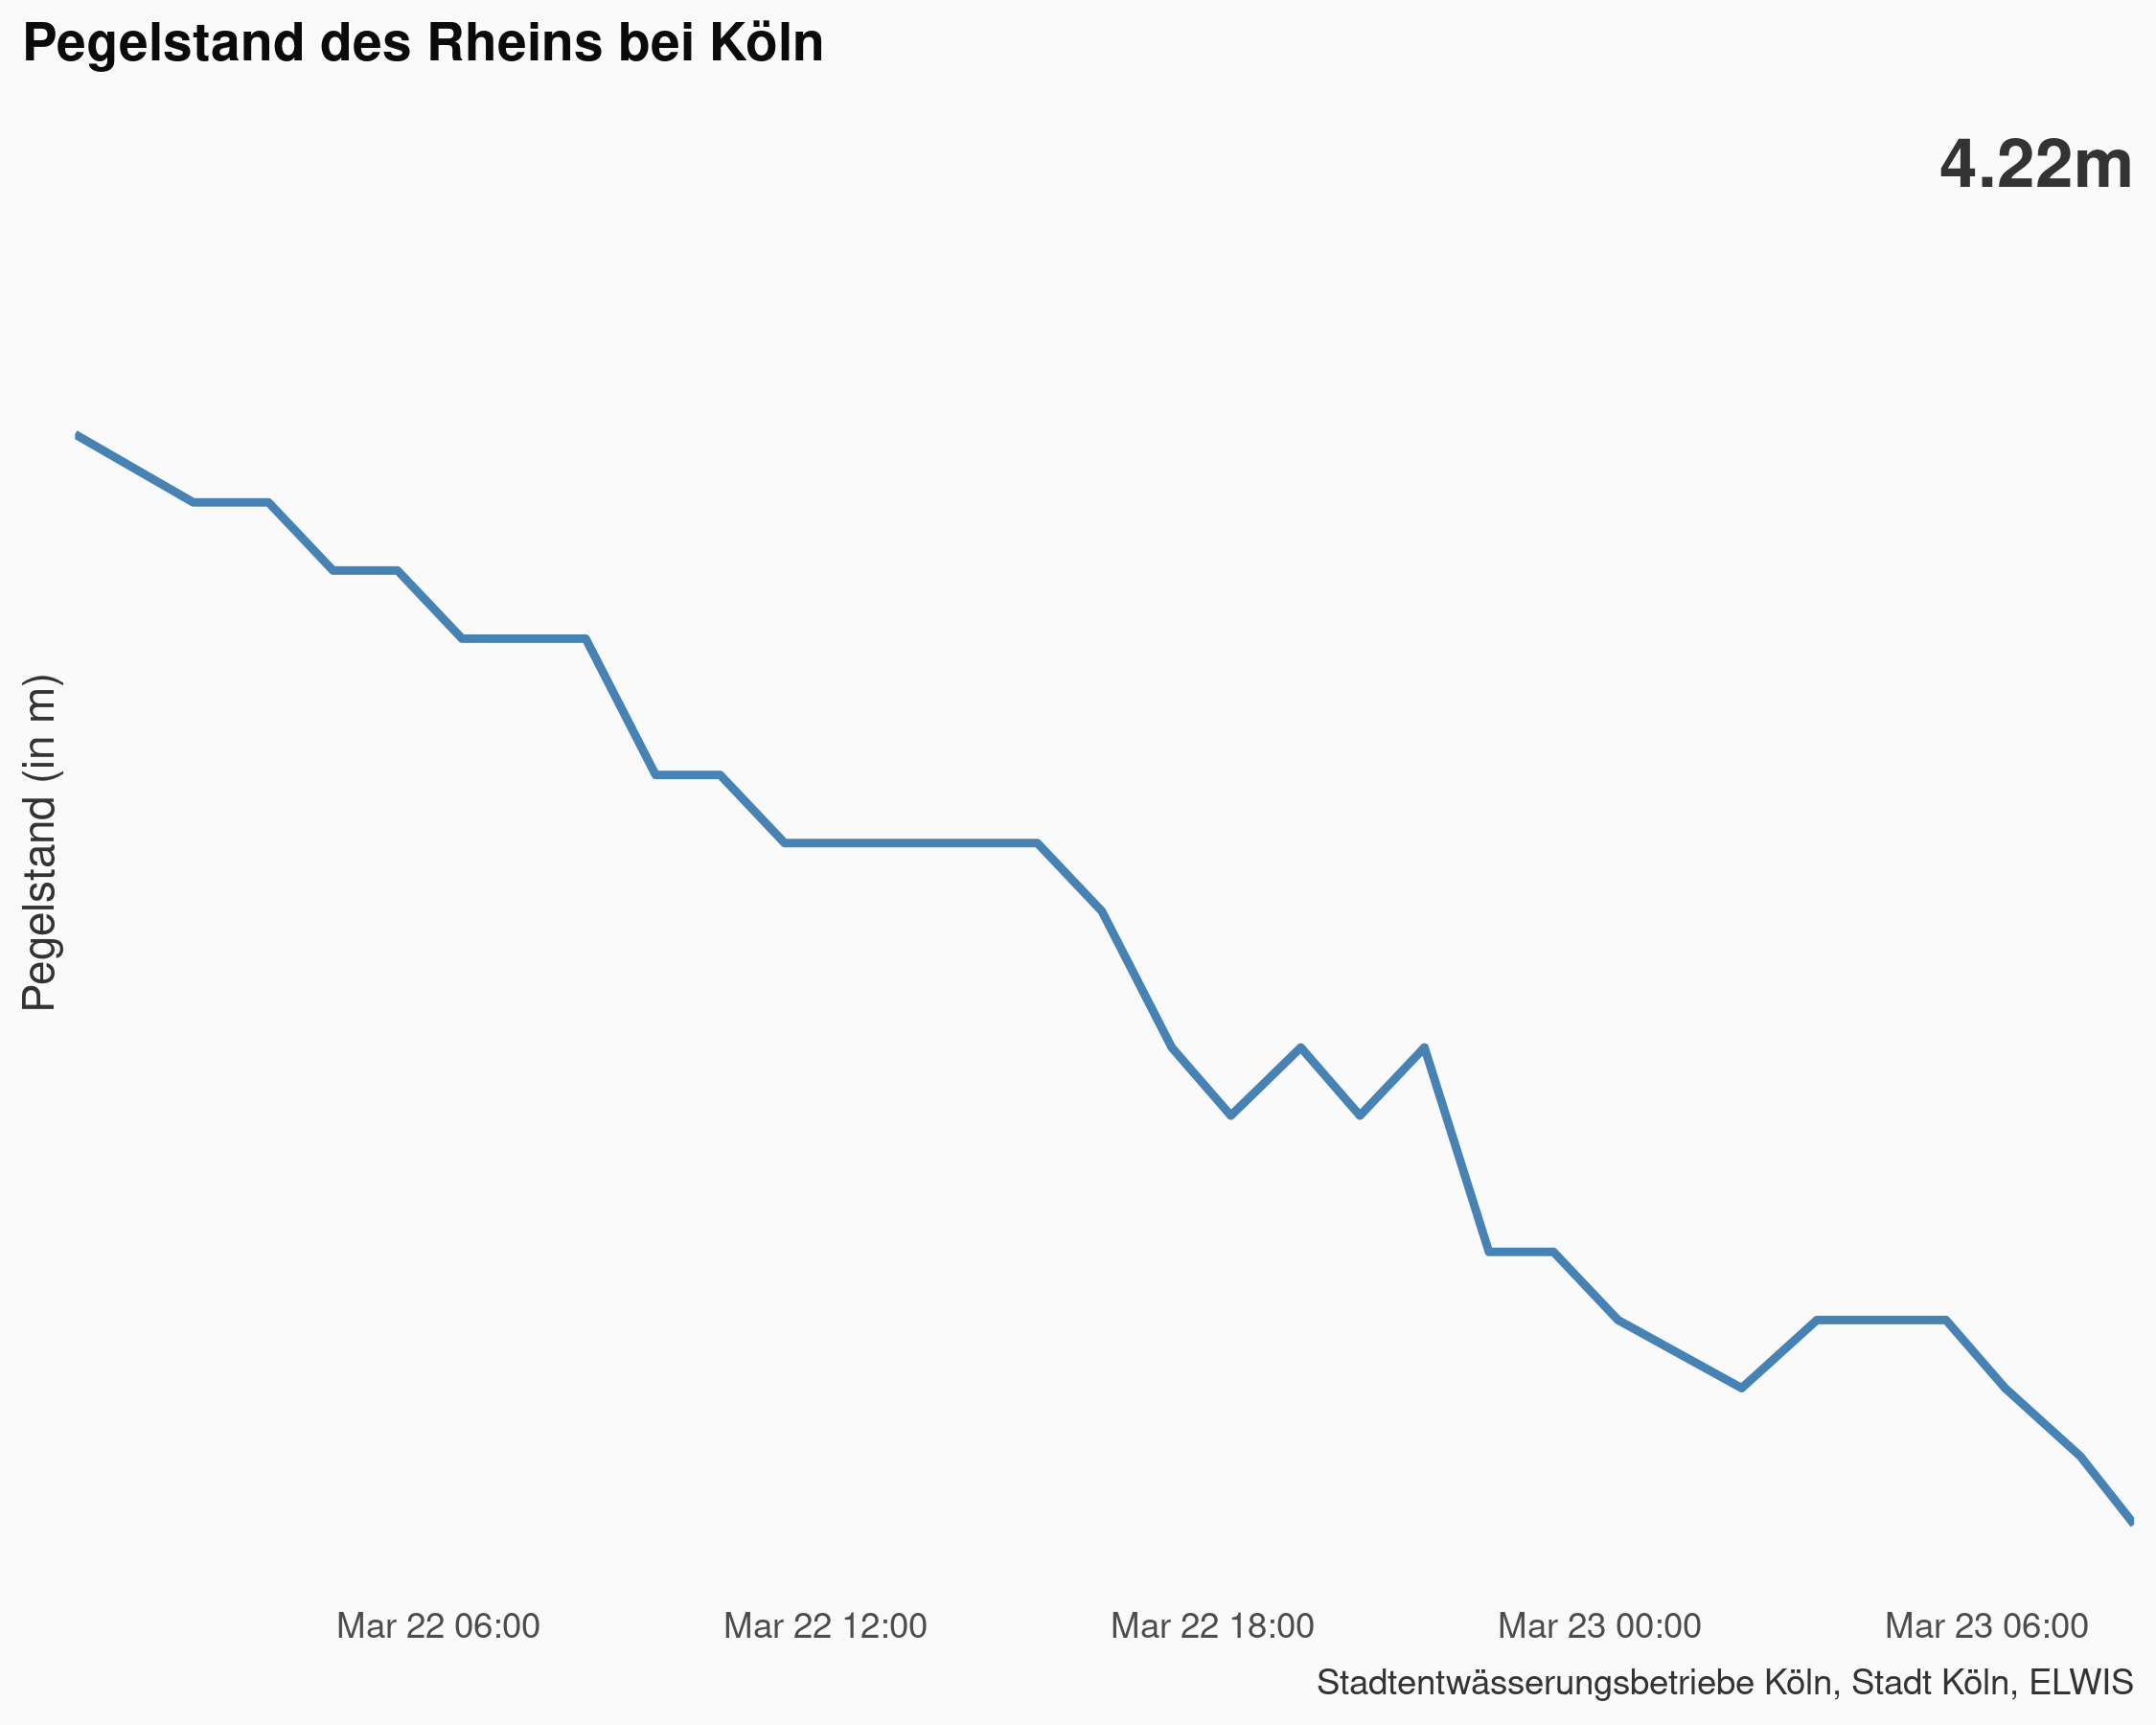 Pegelstand des Rheins bei Köln
4.22m
Pegelstand (in m)
Mar 22 06:00
Mar 22 12:00
Mar 22 18:00
Mar 23 00:00
Mar 23 06:00
Stadtentwässerungsbetriebe Köln, Stadt Köln, ELWIS